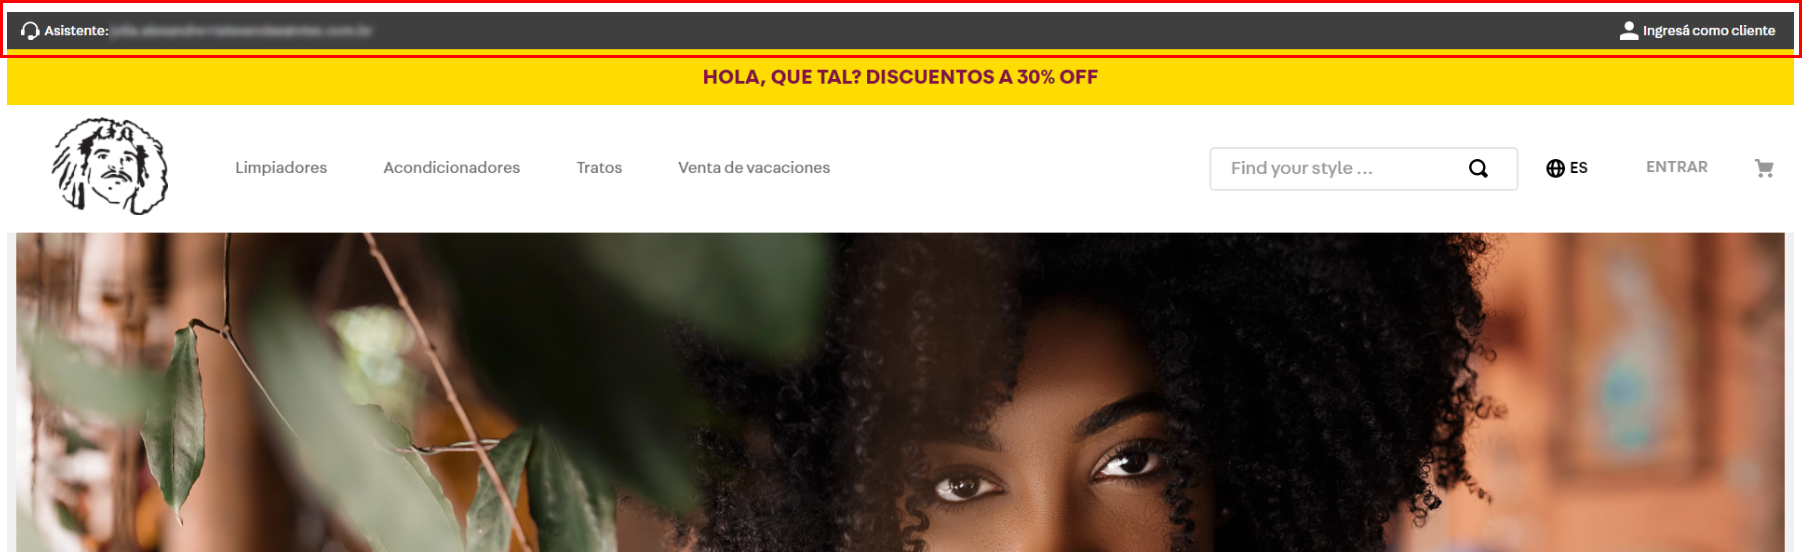 Asistente:
Ingresá como cliente
HOLA, QUE TAL? DISCUENTOS A 30% OFF
Limpiadores
Acondicionadores
Tratos
Venta de vacaciones
Find your style ...
ES
ENTRAR